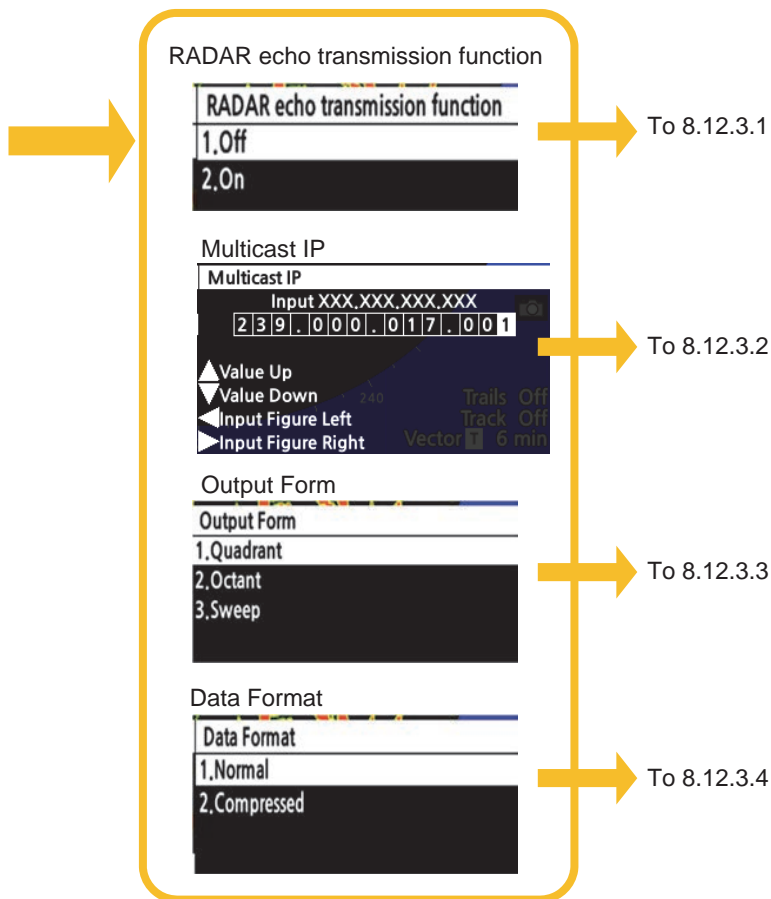 RADAR echo transmission function
RADAR echo transmission function
1.Off
2.On
To 8.12.3.1
Multicast IP
Multicast IP
Input XXX.XXX.XXX.XXX
239.000.017.001
Value Up
Value Down
240
Trails Off
Input Figure Left
Track Off
Input Figure Right
Vector T 6 min
To 8.12.3.2
Output Form
Output Form
1.Quadrant
2.Octant
3.Sweep
To 8.12.3.3
Data Format
Data Format
1.Normal
2.Compressed
To 8.12.3.4